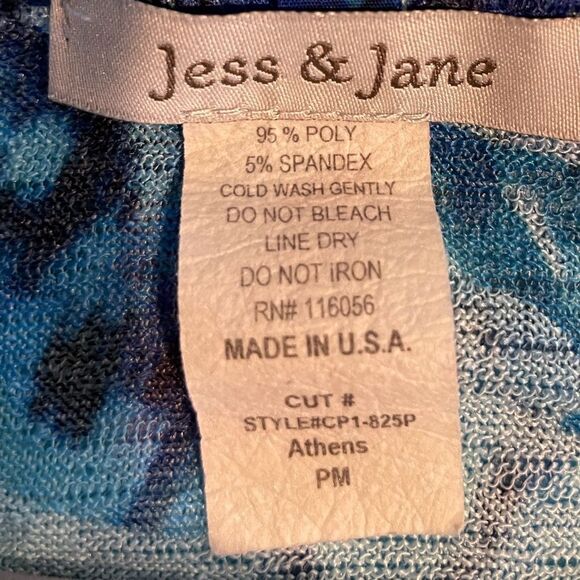 Jess & Jane
95 % POLY
5% SPANDEX
COLD WASH GENTLY
DO NOT BLEACH
LINE DRY
DO NOT iRON
RN# 116056
MADE IN U.S.A.
CUT #
STYLE#CP1-825P
Athens
PM